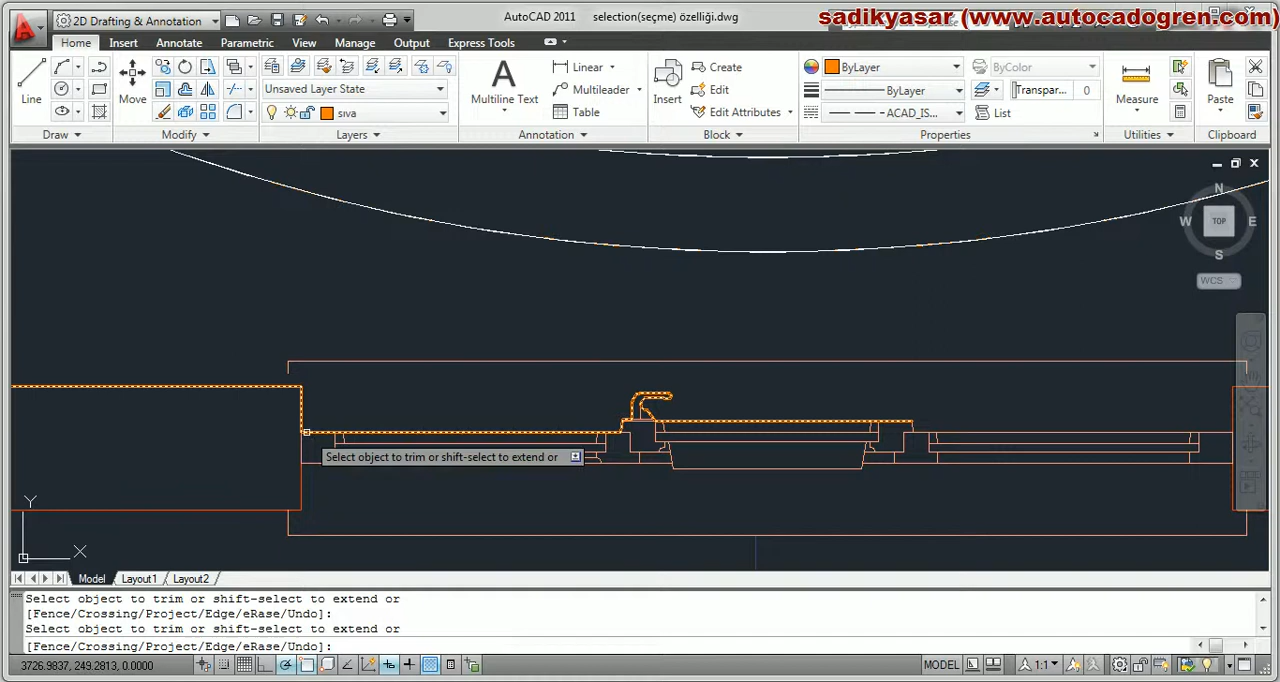 2D Drafting & Annotation
AutoCAD 2011 selection(seçme) özelliği.dwg
sadikyasar (www.autocadogren.com)
Home Insert Annotate Parametric View Manage Output Express Tools
Line
Move
Unsaved Layer State
sıva
Multiline Text
Linear
Multileader
Table
Insert
Create
Edit
Edit Attributes
ByLayer
ByLayer
ACAD_IS...
ByColor
Transpar... 0
List
Measure
Paste
Draw Modify Layers Annotation Block Properties Utilities Clipboard
N
W TOP E
S
WCS
Select object to trim or shift-select to extend or
Y
X
Model Layout1 Layout2
Select object to trim or shift-select to extend or
[Fence/Crossing/Project/Edge/eRase/Undo]:
Select object to trim or shift-select to extend or
[Fence/Crossing/Project/Edge/eRase/Undo]:
3726.9837, 249.2813, 0.0000
MODEL
1:1